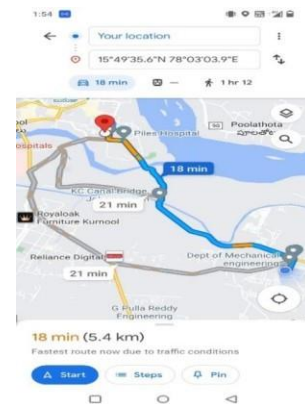 1:54
Your location
15°49'35.6"N 78°03'03.9"E
18 min
—
1 hr 12
Poolathota
Piles Hospital
ospitals
18 min
KC Canal Bridge
21 min
Royaloak
Furniture Kurnool
Reliance Digital
Dept of Mechanical
engineering
21 min
G Pulla Reddy
Engineering
18 min (5.4 km)
Fastest route now due to traffic conditions
Start
Steps
Pin